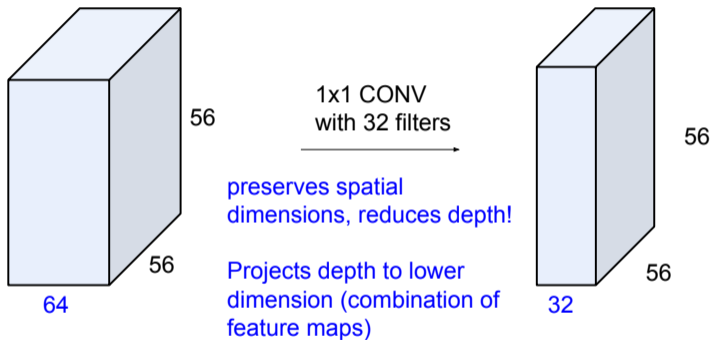 56
56
64
1x1 CONV
with 32 filters
preserves spatial
dimensions, reduces depth!
Projects depth to lower
dimension (combination of
feature maps)
56
56
32